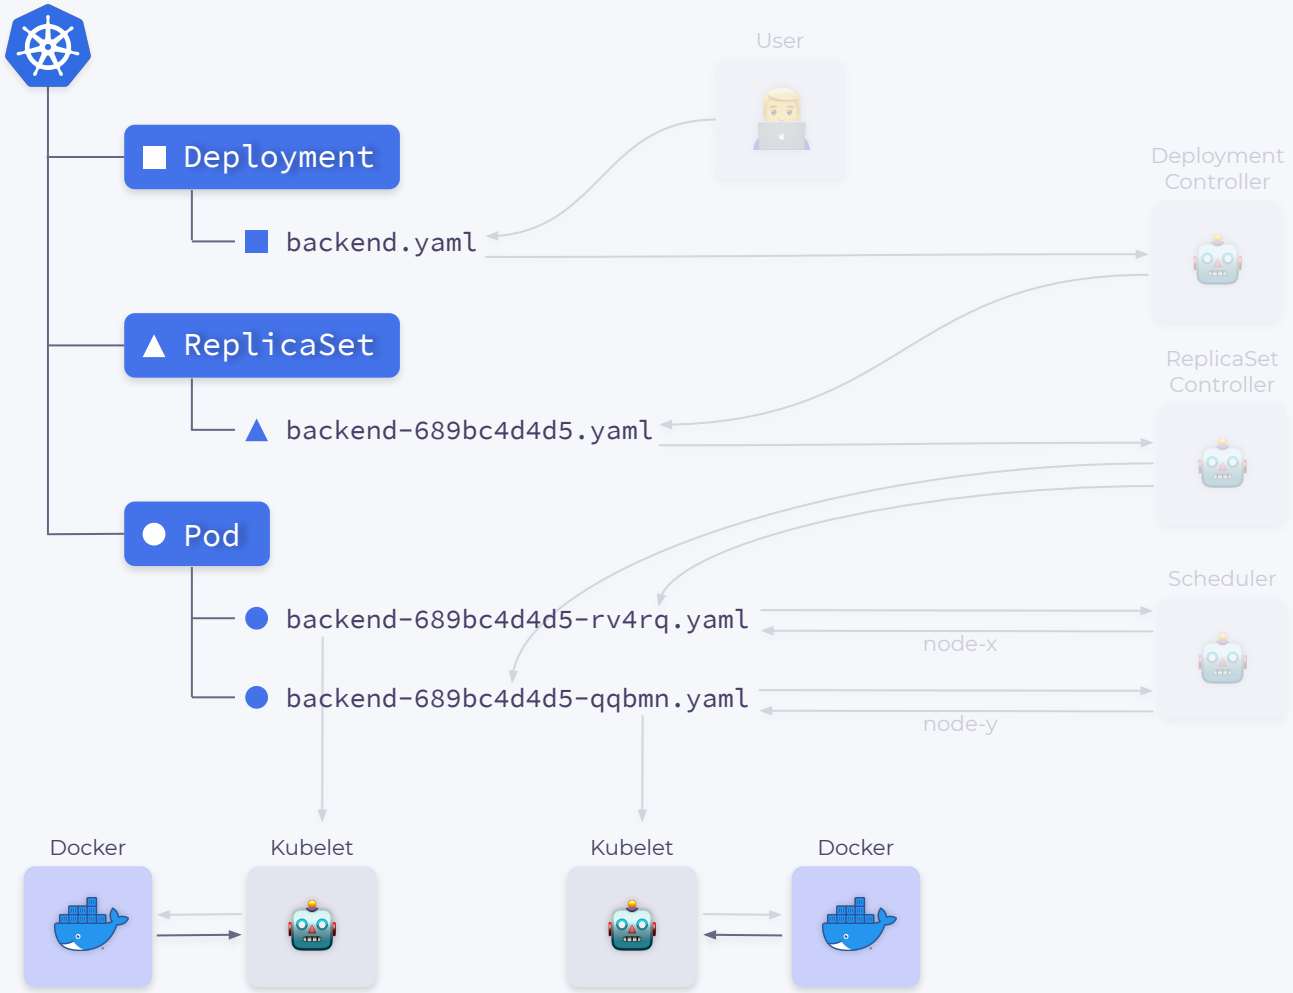 User
Deployment
Deployment
Controller
backend.yaml
ReplicaSet
ReplicaSet
Controller
backend-689bc4d4d5.yaml
Pod
Scheduler
backend-689bc4d4d5-rv4rq.yaml
node-x
backend-689bc4d4d5-qqbmn.yaml
node-y
Docker
Kubelet
Kubelet
Docker